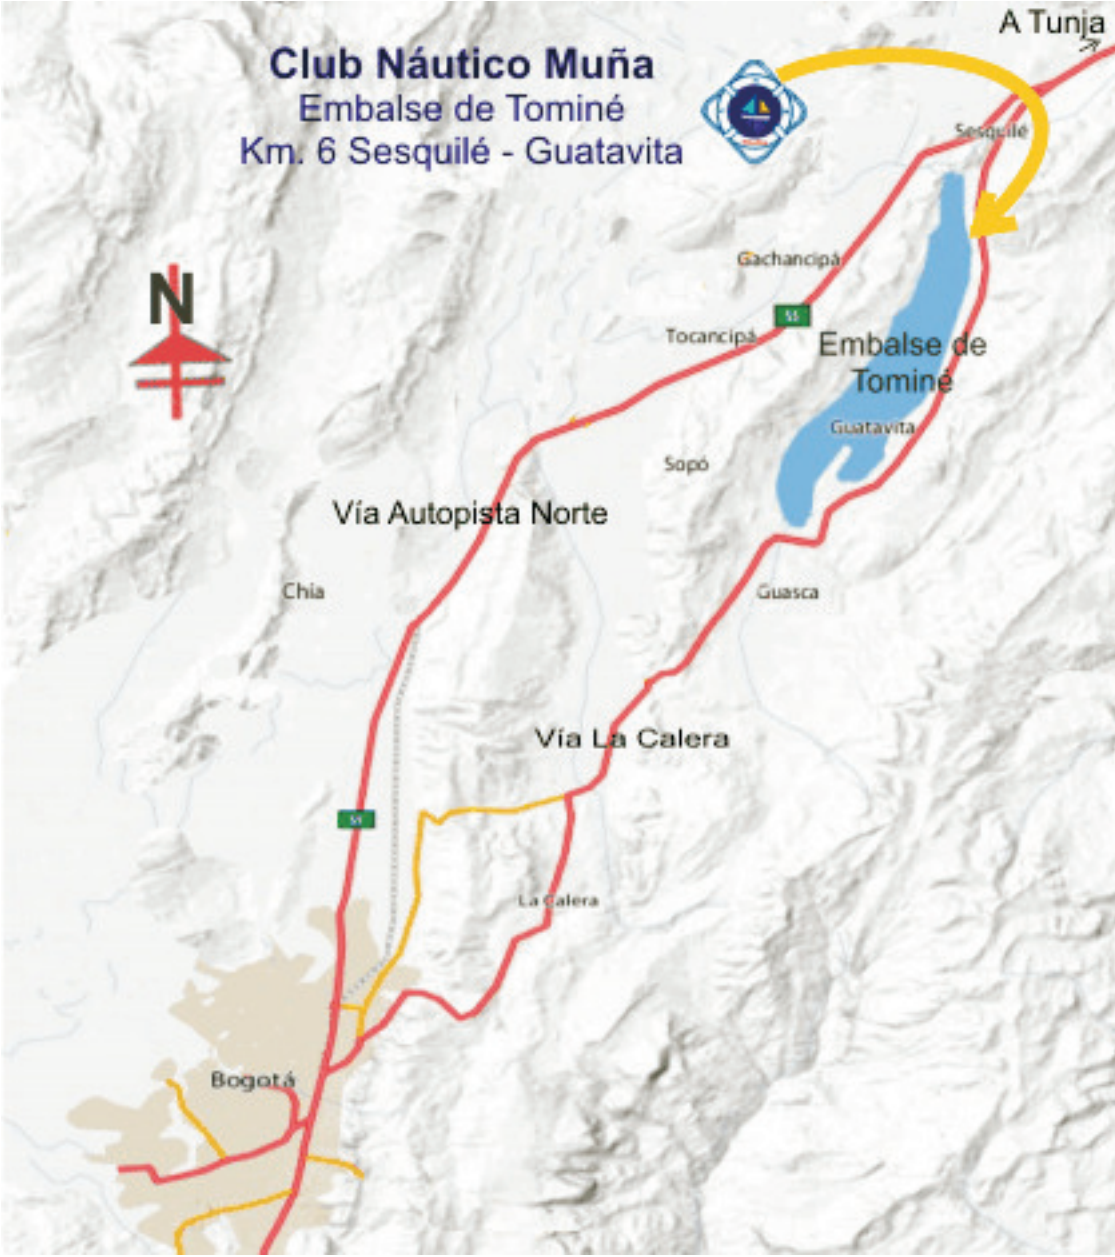 A Tunja
Club Náutico Muña
Embalse de Tominé
Km. 6 Sesquilé - Guatavita
Sesquilé
Gachancipá
N
55
Tocancipá
Embalse de
Tominé
Guatavita
Sopó
Vía Autopista Norte
Chía
Guasca
Vía La Calera
La Calera
Bogotá